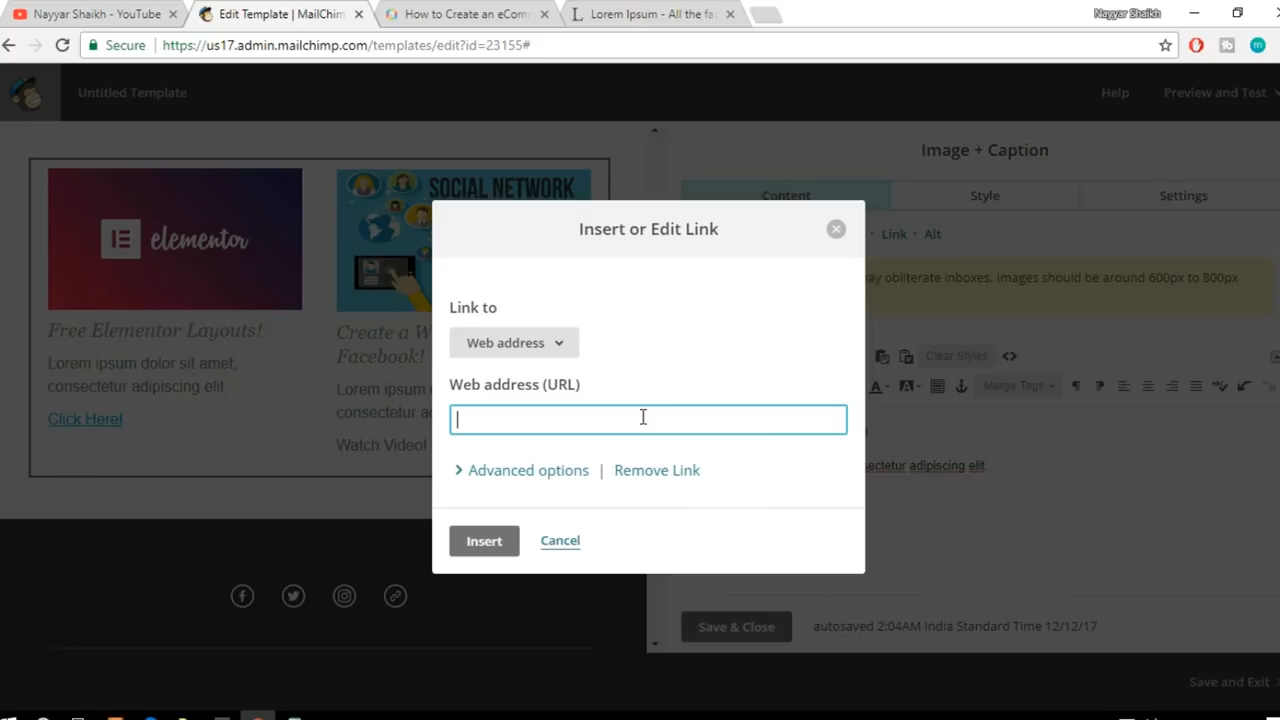 Nayyar Shaikh - YouTube
Edit Template | MailChim
How to Create an eCom
Lorem Ipsum - All the fa
Nayyar Shaikh
Secure
https://us17.admin.mailchimp.com/templates/edit?id=23155#
Untitled Template
Help
Preview and Test
Image + Caption
Content
Style
Settings
Link · Alt
ay obliterate inboxes. Images should be around 600px to 800px
Clear Styles
Merge Tags
elementor
SOCIAL NETWORK
Free Elementor Layouts!
Lorem ipsum dolor sit amet,
consectetur adipiscing elit.
Click Here!
Create a W
Facebook!
Lorem ipsum
consectetur a
Watch Video!
Insert or Edit Link
Link to
Web address
Web address (URL)
Advanced options | Remove Link
Insert
Cancel
sectetur adipiscing elit
Save & Close
autosaved 2:04AM India Standard Time 12/12/17
Save and Exit